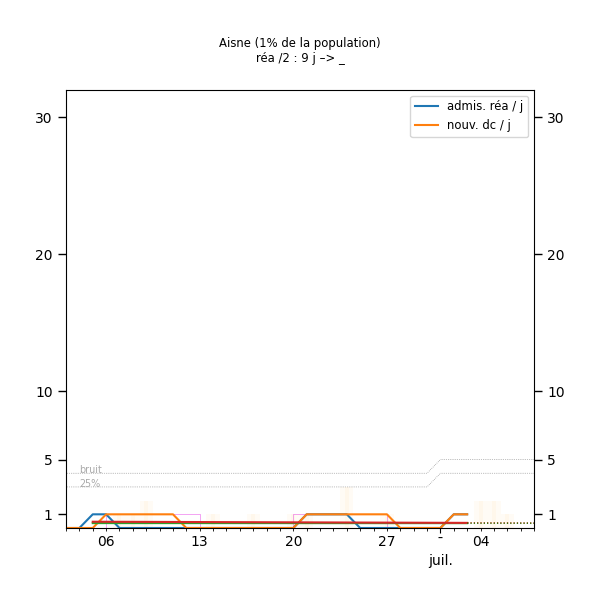 Aisne (1% de la population)
réa /2 : 9 j –> _
admis. réa / j
nouv. dc / j
30 30
20 20
10 10
5 5
bruit
25%
1 1
06 13 20 27 - 04
juil.